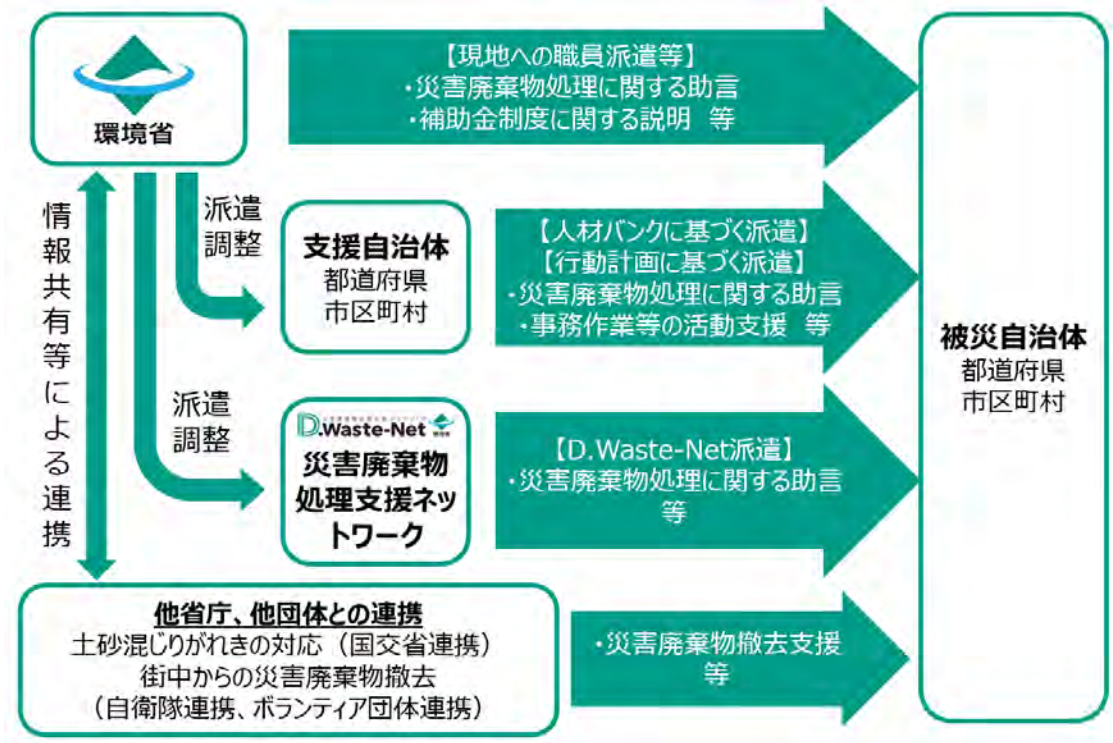 環境省
【現地への職員派遣等】
・災害廃棄物処理に関する助言
・補助金制度に関する説明 等
情報共有等による連携
派遣
調整
支援自治体
都道府県
市区町村
【人材バンクに基づく派遣】
【行動計画に基づく派遣】
・災害廃棄物処理に関する助言
・事務作業等の活動支援 等
被災自治体
都道府県
市区町村
派遣
調整
D.Waste-Net
災害廃棄物
処理支援ネッ
トワーク
【D.Waste-Net派遣】
・災害廃棄物処理に関する助言
等
他省庁、他団体との連携
土砂混じりがれきの対応（国交省連携）
街中からの災害廃棄物撤去
（自衛隊連携、ボランティア団体連携）
・災害廃棄物撤去支援
等